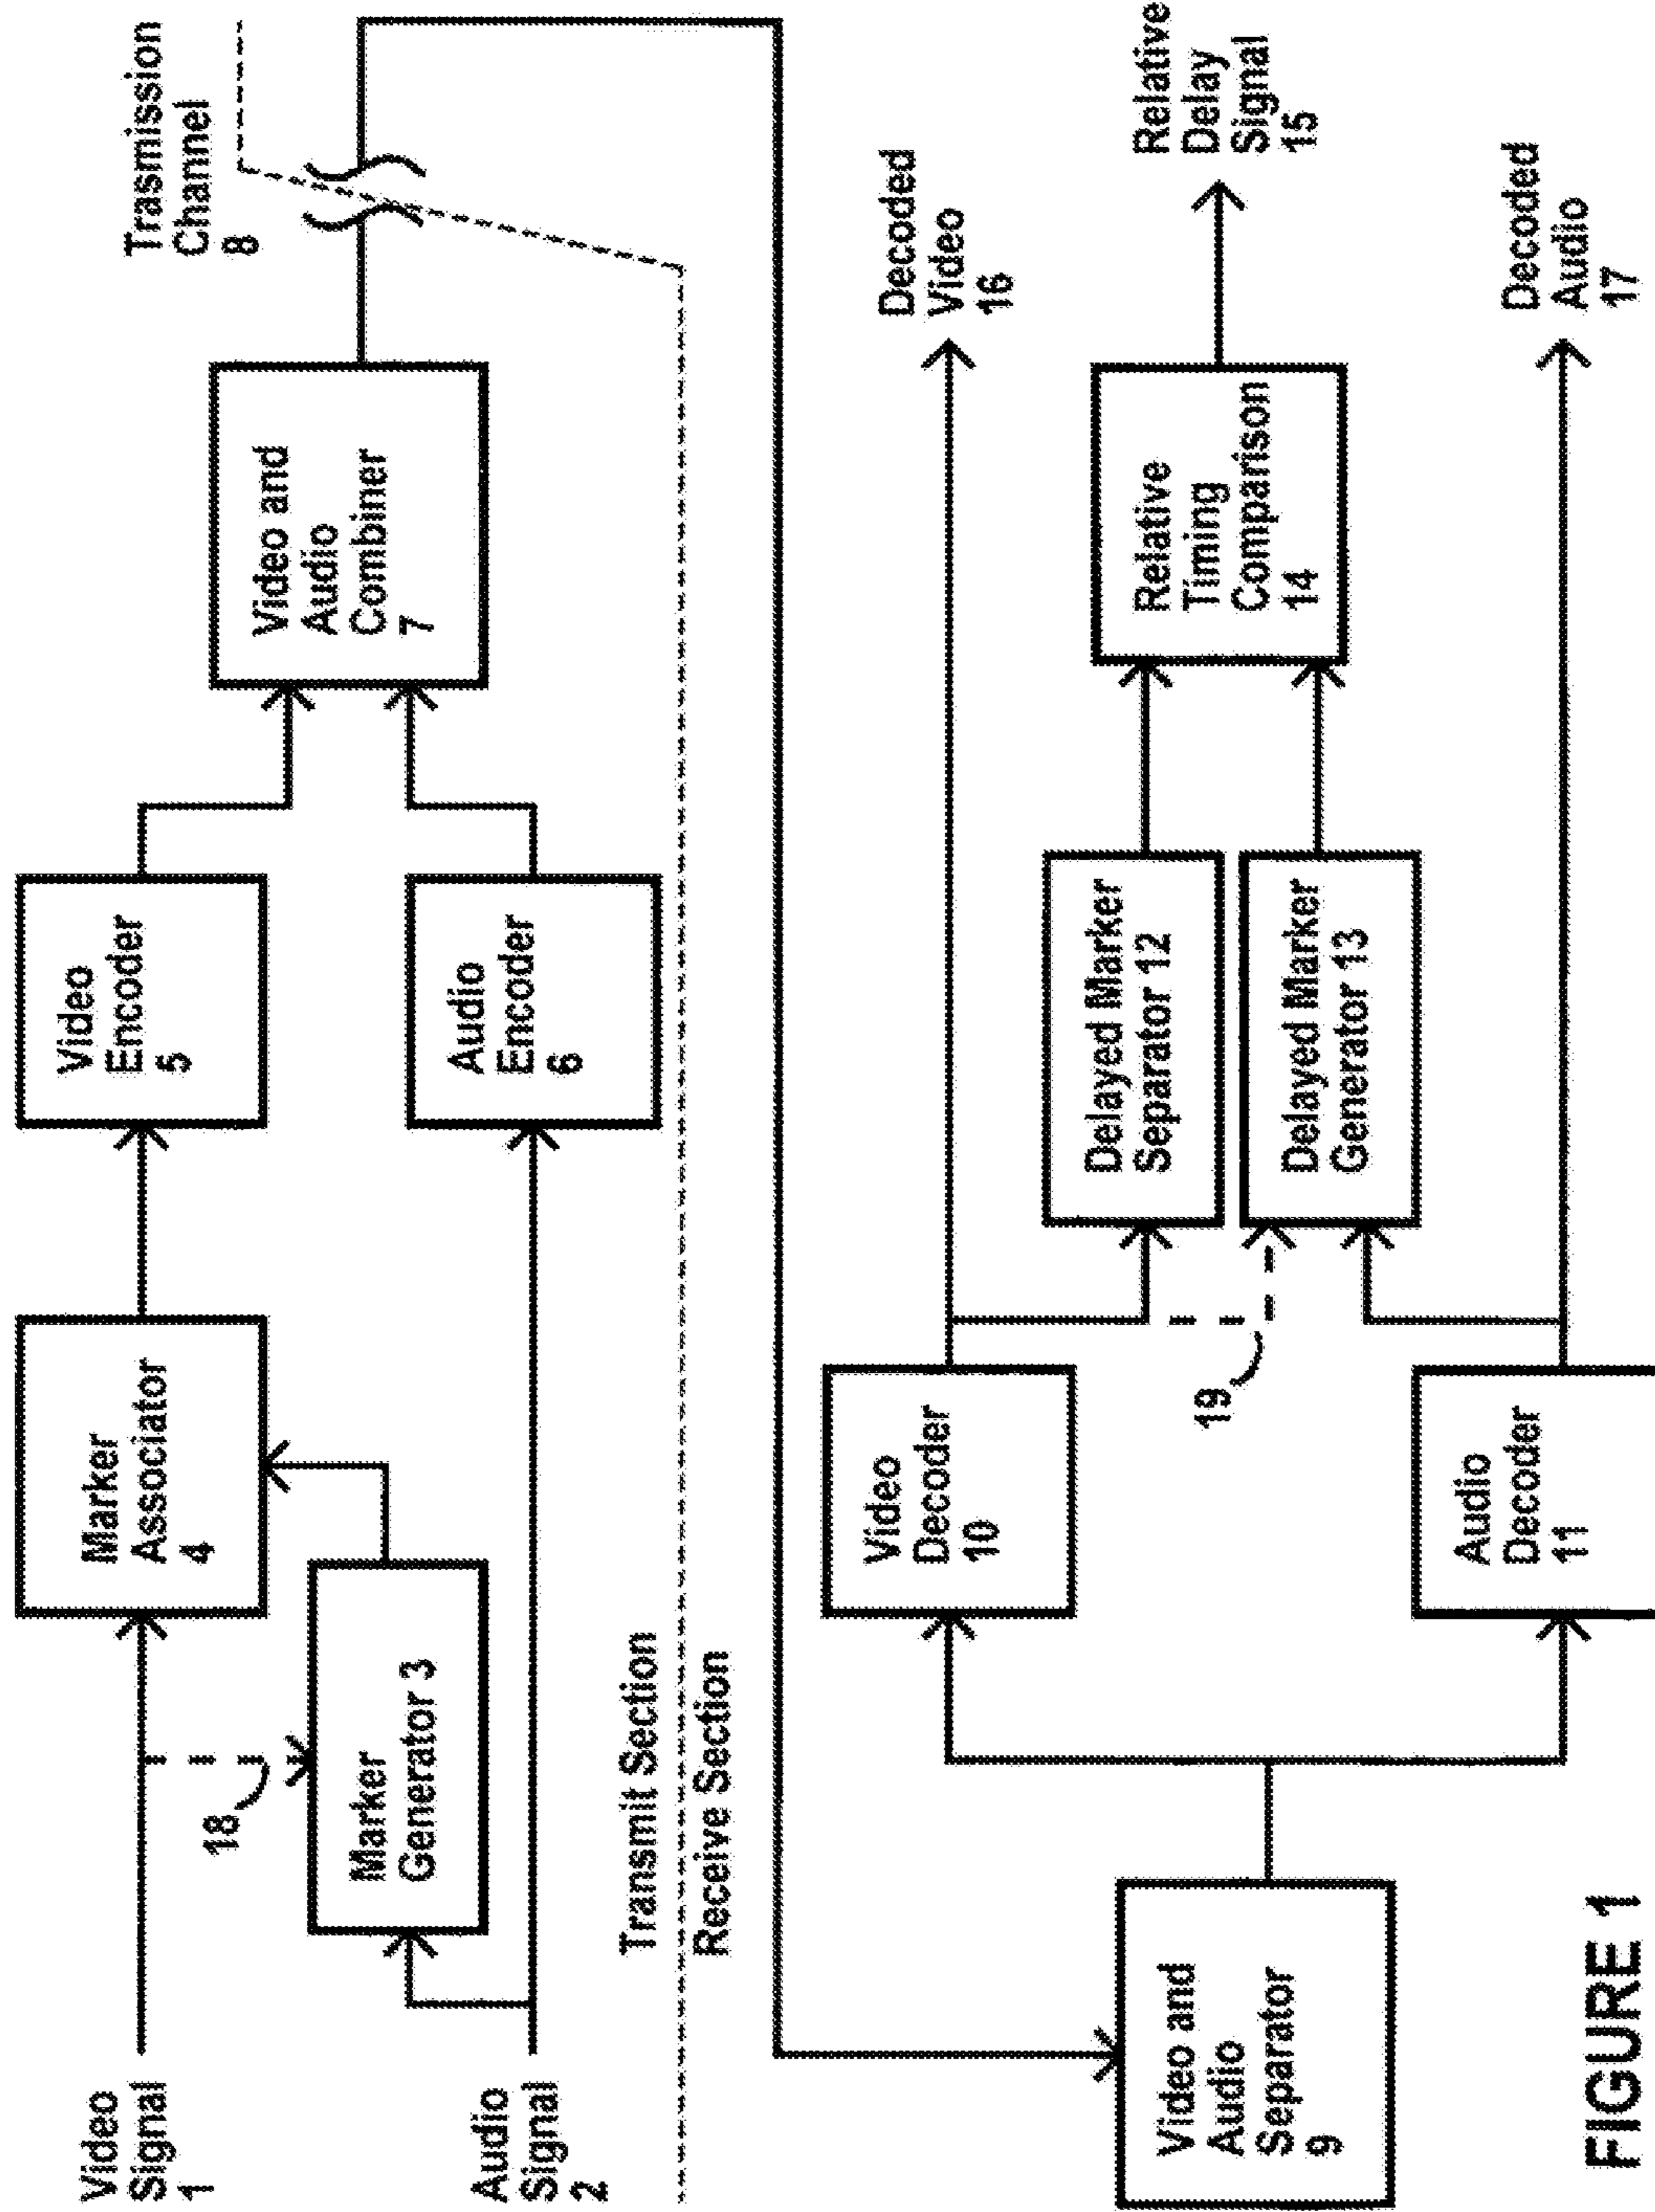 Video
Signal
1
Audio
Signal
2
18
Marker
Generator 3
Marker
Associator
4
Video
Encoder
5
Audio
Encoder
6
Video and
Audio
Combiner
7
Trasmission
Channel
8
Transmit Section
Receive Section
Video and
Audio
Separator
9
Video
Decoder
10
Audio
Decoder
11
19
Delayed Marker
Separator 12
Delayed Marker
Generator 13
Relative
Timing
Comparison
14
Decoded
Video
16
Relative
Delay
Signal
15
Decoded
Audio
17
FIGURE 1